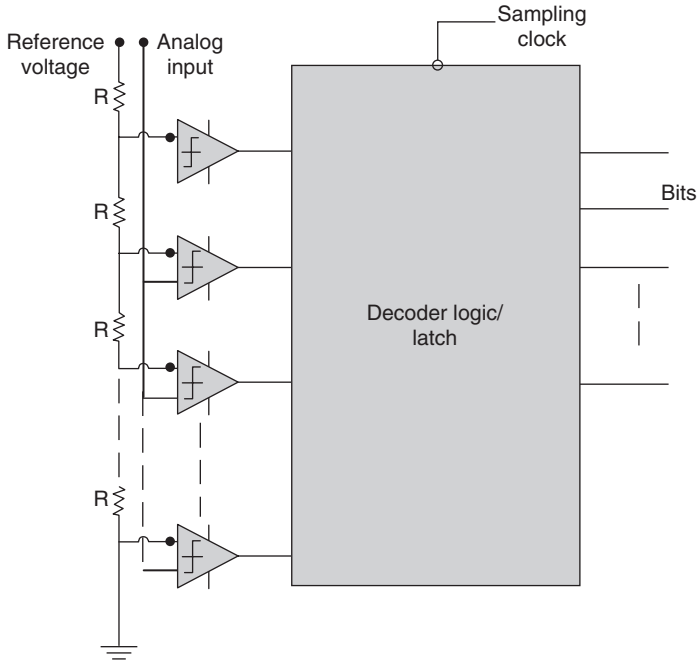 Sampling
clock
Reference
voltage
Analog
input
R
R
Bits
Decoder logic/
latch
R
R